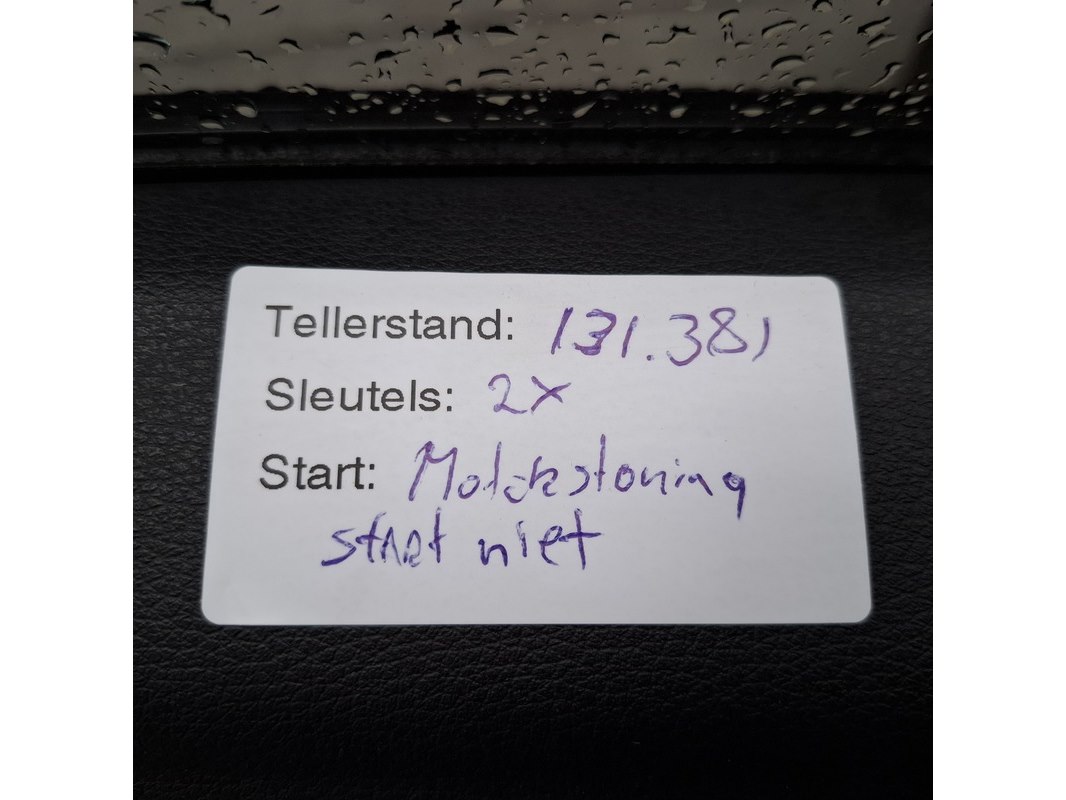 Tellerstand: 131.381
Sleutels: 2x
Start: Motorstoring
start niet